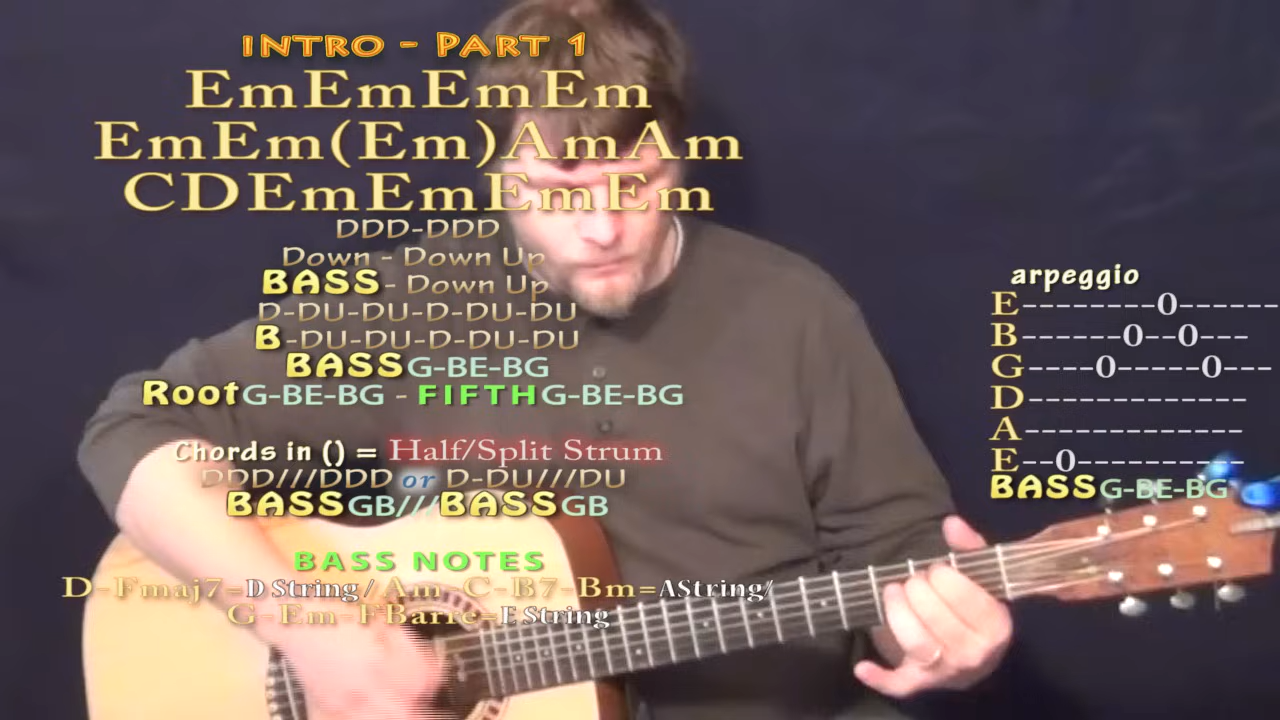 INTRO - PART 1
EmEmEmEm
EmEm(Em)AmAm
CDEmEmEmEm
DDD-DDD
Down - Down Up
BASS - Down Up
D-DU-DU-D-DU-DU
B-DU-DU-D-DU-DU
BASSG-BE-BG
RootG-BE-BG - FIFTHG-BE-BG
Chords in () = Half/Split Strum
DDD///DDD or D-DU///DU
BASSGB///BASSGB
BASS NOTES
D-Fmaj7=D String/Am-C-B7-Bm=AString/
G-Em-FBarre=E String
arpeggio
E--------0------
B------0--0---
G----0-----0---
D-------------
A-------------
E--0----------
BASSG-BE-BG